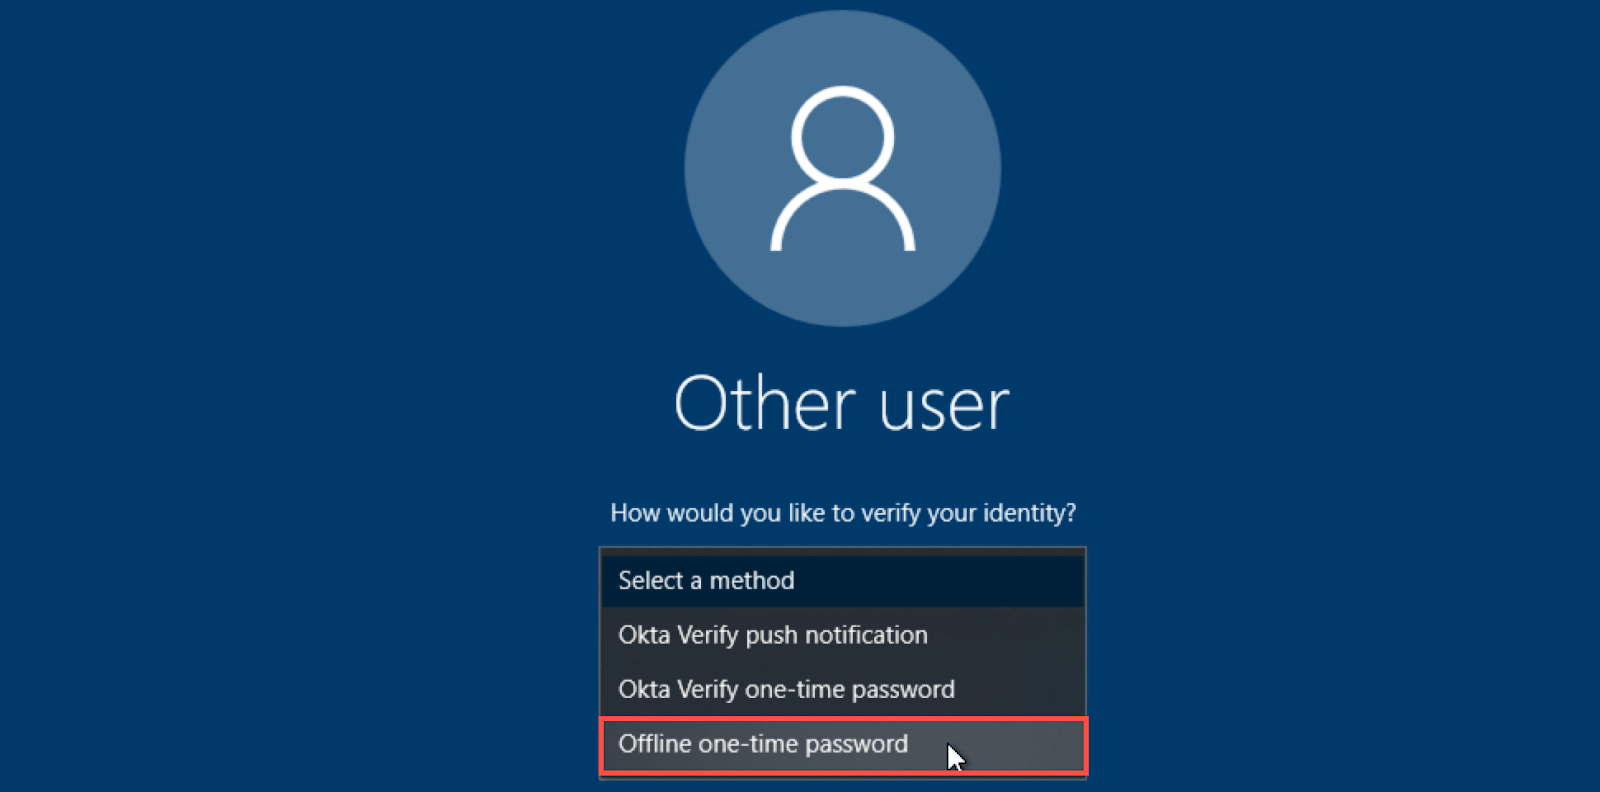 Other user
How would you like to verify your identity?
Select a method
Okta Verify push notification
Okta Verify one-time password
Offline one-time password